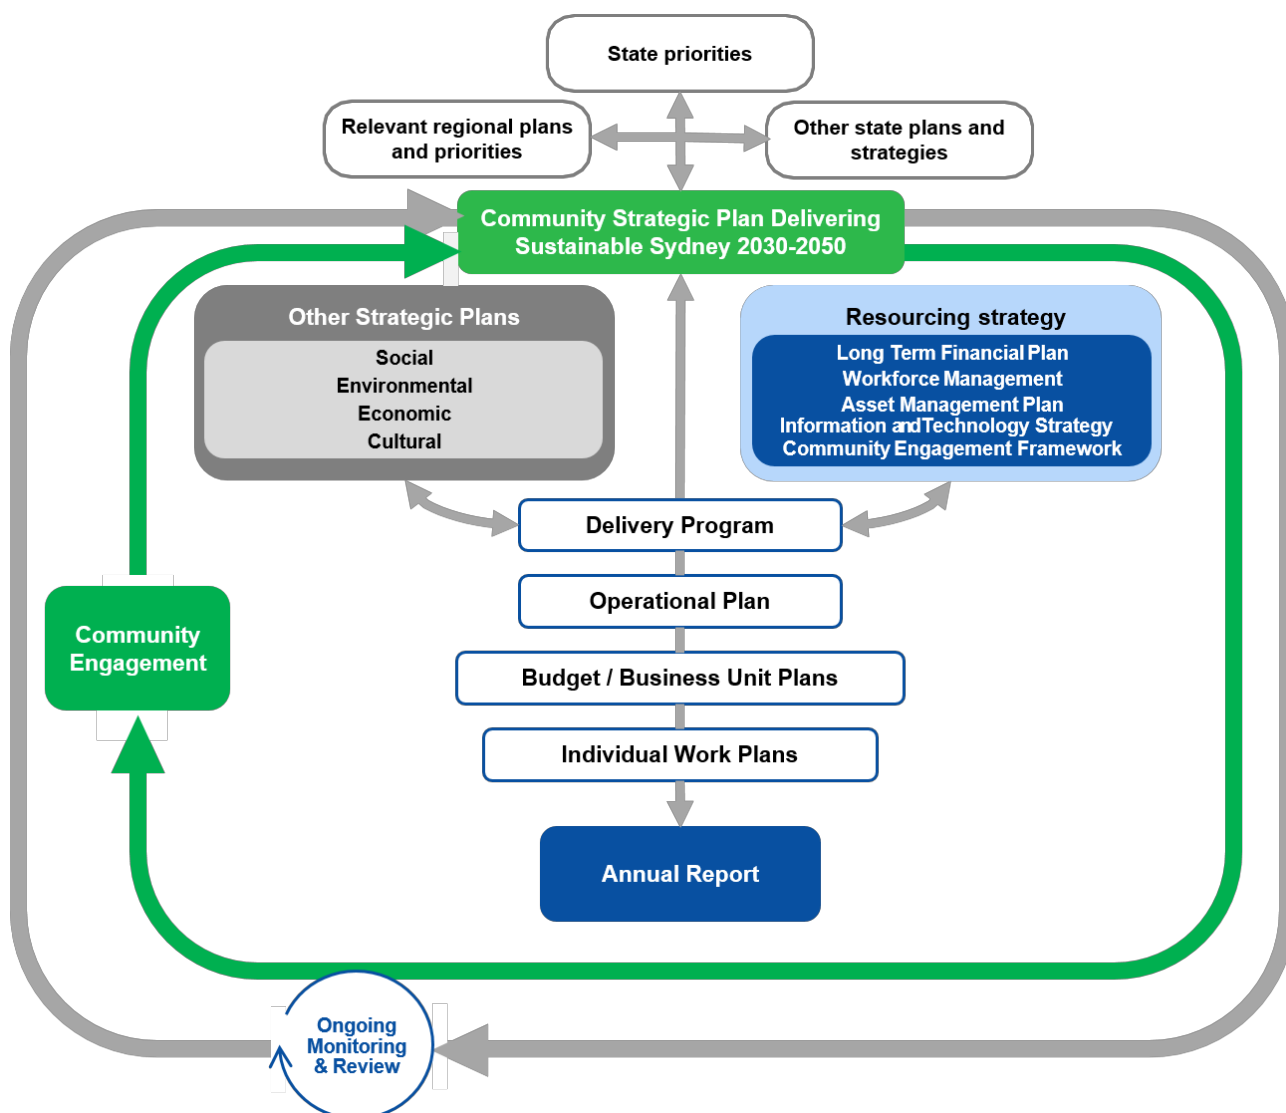 State priorities
Relevant regional plans
and priorities
Other state plans and
strategies
Community Strategic Plan Delivering
Sustainable Sydney 2030-2050
Other Strategic Plans
Social
Environmental
Economic
Cultural
Resourcing strategy
Long Term Financial Plan
Workforce Management
Asset Management Plan
Information and Technology Strategy
Community Engagement Framework
Delivery Program
Operational Plan
Community
Engagement
Budget / Business Unit Plans
Individual Work Plans
Annual Report
Ongoing
Monitoring
& Review